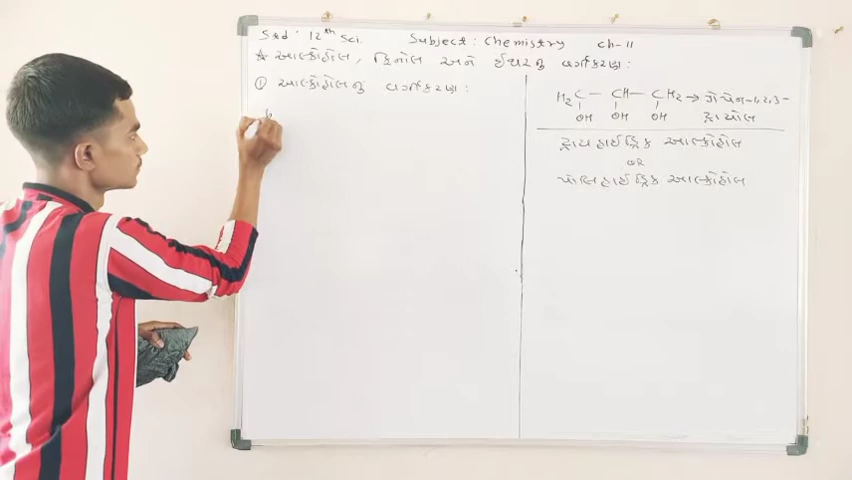 Std : 12th Sci. Subject : Chemistry ch-11
* આલ્કોહોલ, ફિનોલ અને ઈથરનુ વર્ગીકરણ :
① આલ્કોહોલનું વર્ગીકરણ :
H₂C — CH — CH₂ → પ્રોપેન-1,2,3-
OH OH OH ટ્રાયોલ
ટ્રાયહાઈડ્રિક આલ્કોહોલ
OR
પોલિહાઈડ્રિક આલ્કોહોલ